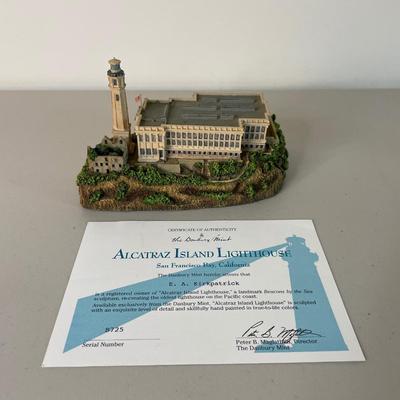 CERTIFICATE OF AUTHENTICITY
The Danbury Mint
ALCATRAZ ISLAND LIGHTHOUSE
San Francisco Bay, California
The Danbury Mint hereby attests that
E. A. Kirkpatrick
is a registered owner of "Alcatraz Island Lighthouse," a landmark Beacons by the Sea
sculpture, re-creating the oldest lighthouse on the Pacific coast.
Available exclusively from the Danbury Mint, "Alcatraz Island Lighthouse" is sculpted
with an exquisite level of detail and skillfully hand painted in true-to-life colors.
B725
Serial Number
Peter B. Maglathlin, Director
The Danbury Mint